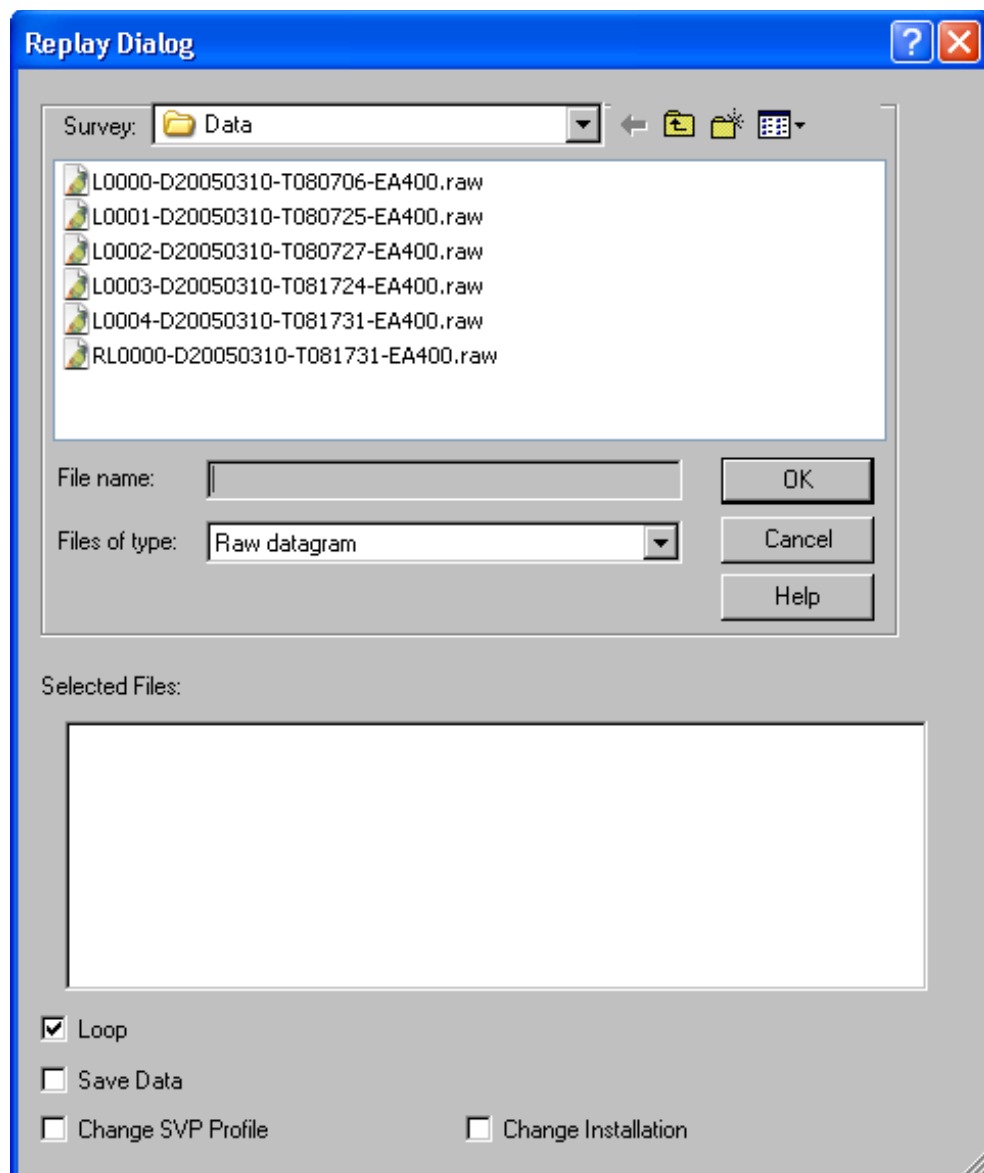 Replay Dialog
Survey: Data
L0000-D20050310-T080706-EA400.raw
L0001-D20050310-T080725-EA400.raw
L0002-D20050310-T080727-EA400.raw
L0003-D20050310-T081724-EA400.raw
L0004-D20050310-T081731-EA400.raw
RL0000-D20050310-T081731-EA400.raw
File name:
OK
Files of type: Raw datagram
Cancel
Help
Selected Files:
Loop
Save Data
Change SVP Profile Change Installation